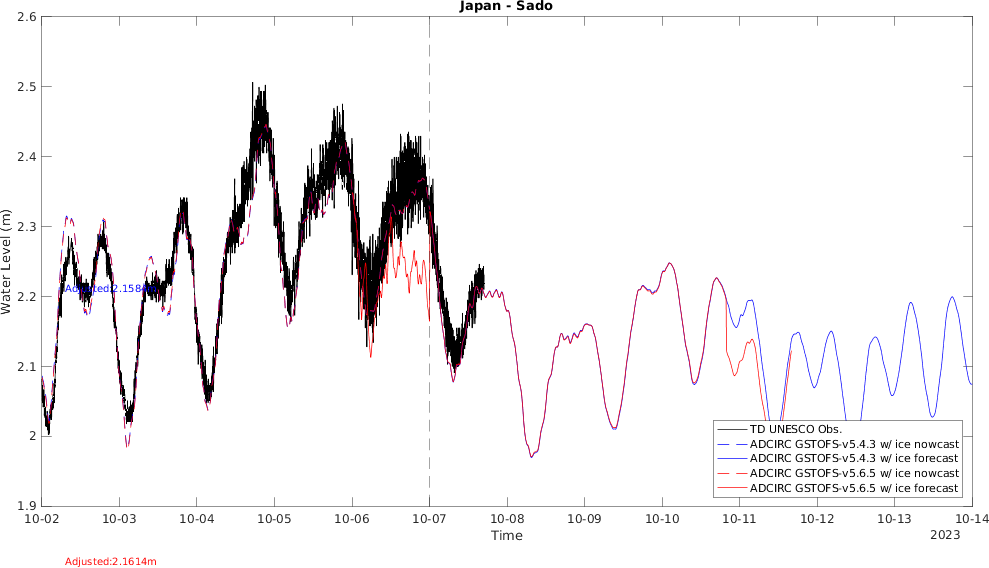 Japan - Sado
2.6
2.5
2.4
2.3
2.2
2.1
2
1.9
Water Level (m)
Adjusted:2.1584m
TD UNESCO Obs.
ADCIRC GSTOFS-v5.4.3 w/ ice nowcast
ADCIRC GSTOFS-v5.4.3 w/ ice forecast
ADCIRC GSTOFS-v5.6.5 w/ ice nowcast
ADCIRC GSTOFS-v5.6.5 w/ ice forecast
10-02 10-03 10-04 10-05 10-06 10-07 10-08 10-09 10-10 10-11 10-12 10-13 10-14
Time
2023
Adjusted:2.1614m